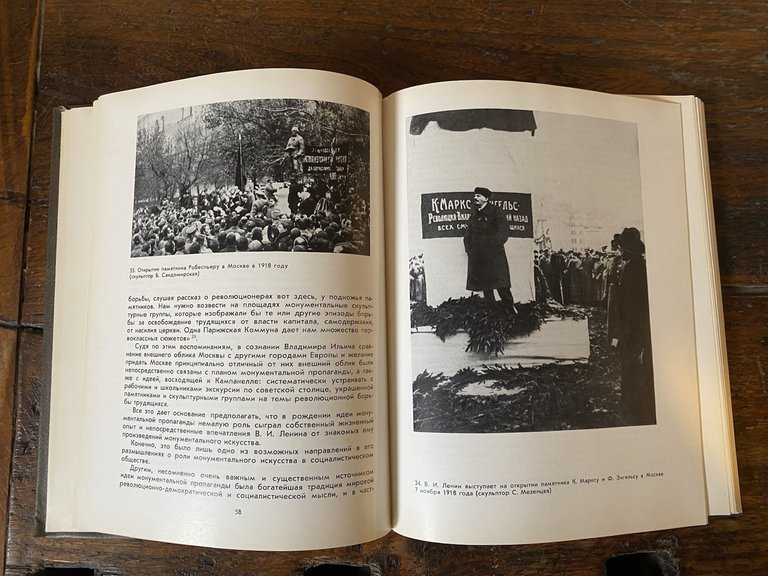 33. Открытие памятника Робеспьеру в Москве в 1918 году
(скульптор Б. Сандомирская)
борьбы, слушая рассказ о революционерах вот здесь, у подножья па-
мятников. Нам нужно возвести на площадях монументальные скульп-
турные группы, которые изображали бы те или другие эпизоды борь-
бы за освобождение трудящихся от власти капитала, самодержавия,
от насилия церкви. Одна Парижская Коммуна дает нам множество пер-
воклассных сюжетов»
Судя по этим воспоминаниям, в сознании Владимира Ильича срав-
нение внешнего облика Москвы с другими городами Европы и желание
придать Москве принципиально отличный от них внешний облик были
непосредственно связаны с планом монументальной пропаганды, а так-
же с идеей, восходящей к Кампанелле: систематически устраивать с
рабочими и школьниками экскурсии по советской столице, украшенной
памятниками и скульптурными группами на темы революционной борь-
бы трудящихся.
Все это дает основание предполагать, что в рождении идеи мону-
ментальной пропаганды немалую роль сыграл собственный жизненный
опыт и непосредственные впечатления В. И. Ленина от знакомых ему
произведений монументального искусства.
Конечно, это было лишь одно из возможных направлений в его
размышлениях о роли монументального искусства в социалистическом
обществе.
Другим, несомненно очень важным и существенным источником
идеи монументальной пропаганды была богатейшая традиция мировой
революционно-демократической и социалистической мысли, и в част-
58
К. МАРКС ЭНГЕЛЬС-
РЕВОЛЮЦИИ НАЗАД
ВСЕХ
34. В. И. Ленин выступает на открытии памятника К. Марксу и Ф. Энгельсу в Москве
7 ноября 1918 года (скульптор С. Мезенцев)